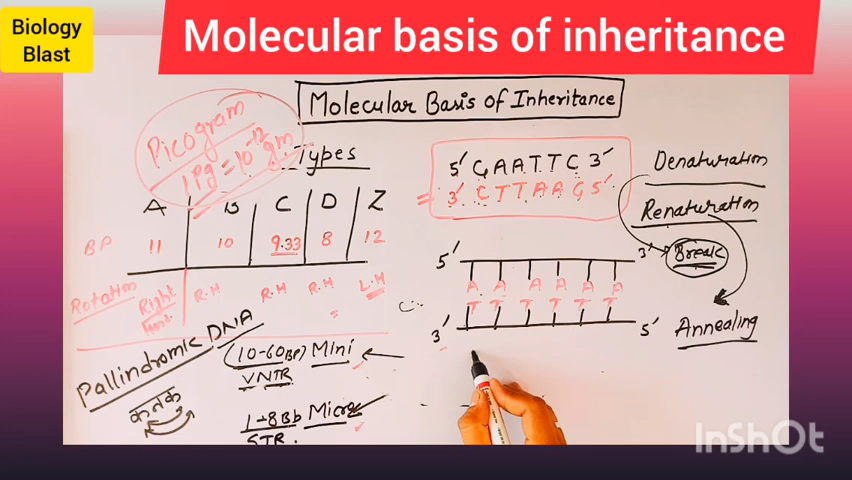 Biology
Blast
Molecular basis of inheritance
Molecular Basis of Inheritance
Picogram
1Pg = 10⁻¹² gm
Types
A B C D Z
BP 11 10 9.33 8 12
Rotation Right R.H R.H R.H L.H
Pallindromic DNA
कतक
(10-60BP) Mini
VNTR
1-8Bb Micro
STR.
5' GAATTC 3'
= 3' CTTAAG 5'
5' 3'
A A A A A A
T T T T T T
3' 5'
Denaturation
Renaturation
Break
Annealing
InShOt